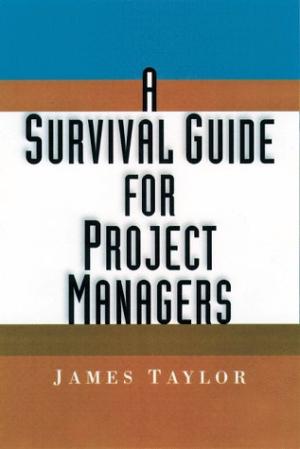 A
SURVIVAL GUIDE
FOR
PROJECT
MANAGERS
JAMES TAYLOR